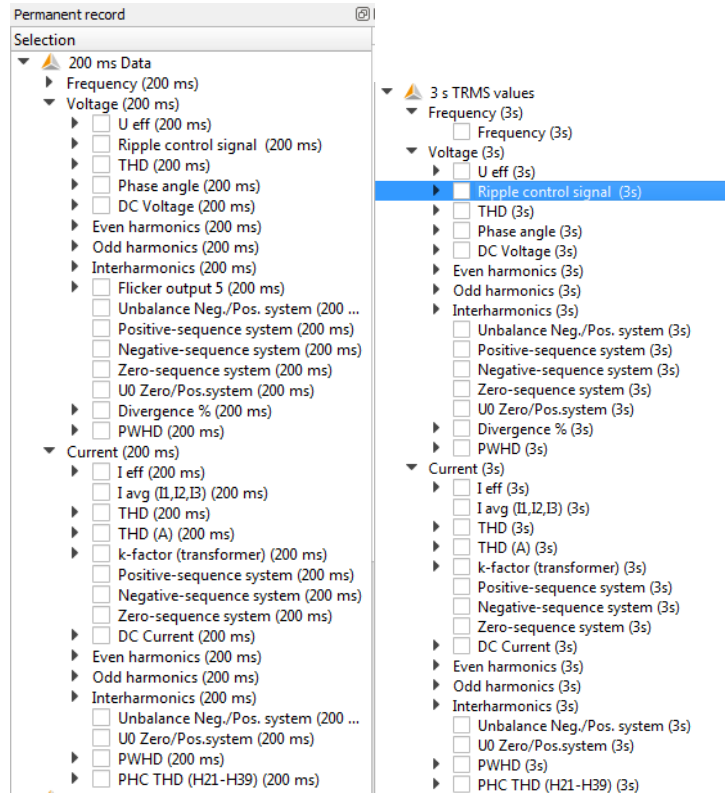 Permanent record
Selection
200 ms Data
Frequency (200 ms)
Voltage (200 ms)
U eff (200 ms)
Ripple control signal (200 ms)
THD (200 ms)
Phase angle (200 ms)
DC Voltage (200 ms)
Even harmonics (200 ms)
Odd harmonics (200 ms)
Interharmonics (200 ms)
Flicker output 5 (200 ms)
Unbalance Neg./Pos. system (200 ...
Positive-sequence system (200 ms)
Negative-sequence system (200 ms)
Zero-sequence system (200 ms)
U0 Zero/Pos.system (200 ms)
Divergence % (200 ms)
PWHD (200 ms)
Current (200 ms)
I eff (200 ms)
I avg (I1,I2,I3) (200 ms)
THD (200 ms)
THD (A) (200 ms)
k-factor (transformer) (200 ms)
Positive-sequence system (200 ms)
Negative-sequence system (200 ms)
Zero-sequence system (200 ms)
DC Current (200 ms)
Even harmonics (200 ms)
Odd harmonics (200 ms)
Interharmonics (200 ms)
Unbalance Neg./Pos. system (200 ...
U0 Zero/Pos.system (200 ms)
PWHD (200 ms)
PHC THD (H21-H39) (200 ms)
3 s TRMS values
Frequency (3s)
Frequency (3s)
Voltage (3s)
U eff (3s)
Ripple control signal (3s)
THD (3s)
Phase angle (3s)
DC Voltage (3s)
Even harmonics (3s)
Odd harmonics (3s)
Interharmonics (3s)
Unbalance Neg./Pos. system (3s)
Positive-sequence system (3s)
Negative-sequence system (3s)
Zero-sequence system (3s)
U0 Zero/Pos.system (3s)
Divergence % (3s)
PWHD (3s)
Current (3s)
I eff (3s)
I avg (I1,I2,I3) (3s)
THD (3s)
THD (A) (3s)
k-factor (transformer) (3s)
Positive-sequence system (3s)
Negative-sequence system (3s)
Zero-sequence system (3s)
DC Current (3s)
Even harmonics (3s)
Odd harmonics (3s)
Interharmonics (3s)
Unbalance Neg./Pos. system (3s)
U0 Zero/Pos.system (3s)
PWHD (3s)
PHC THD (H21-H39) (3s)